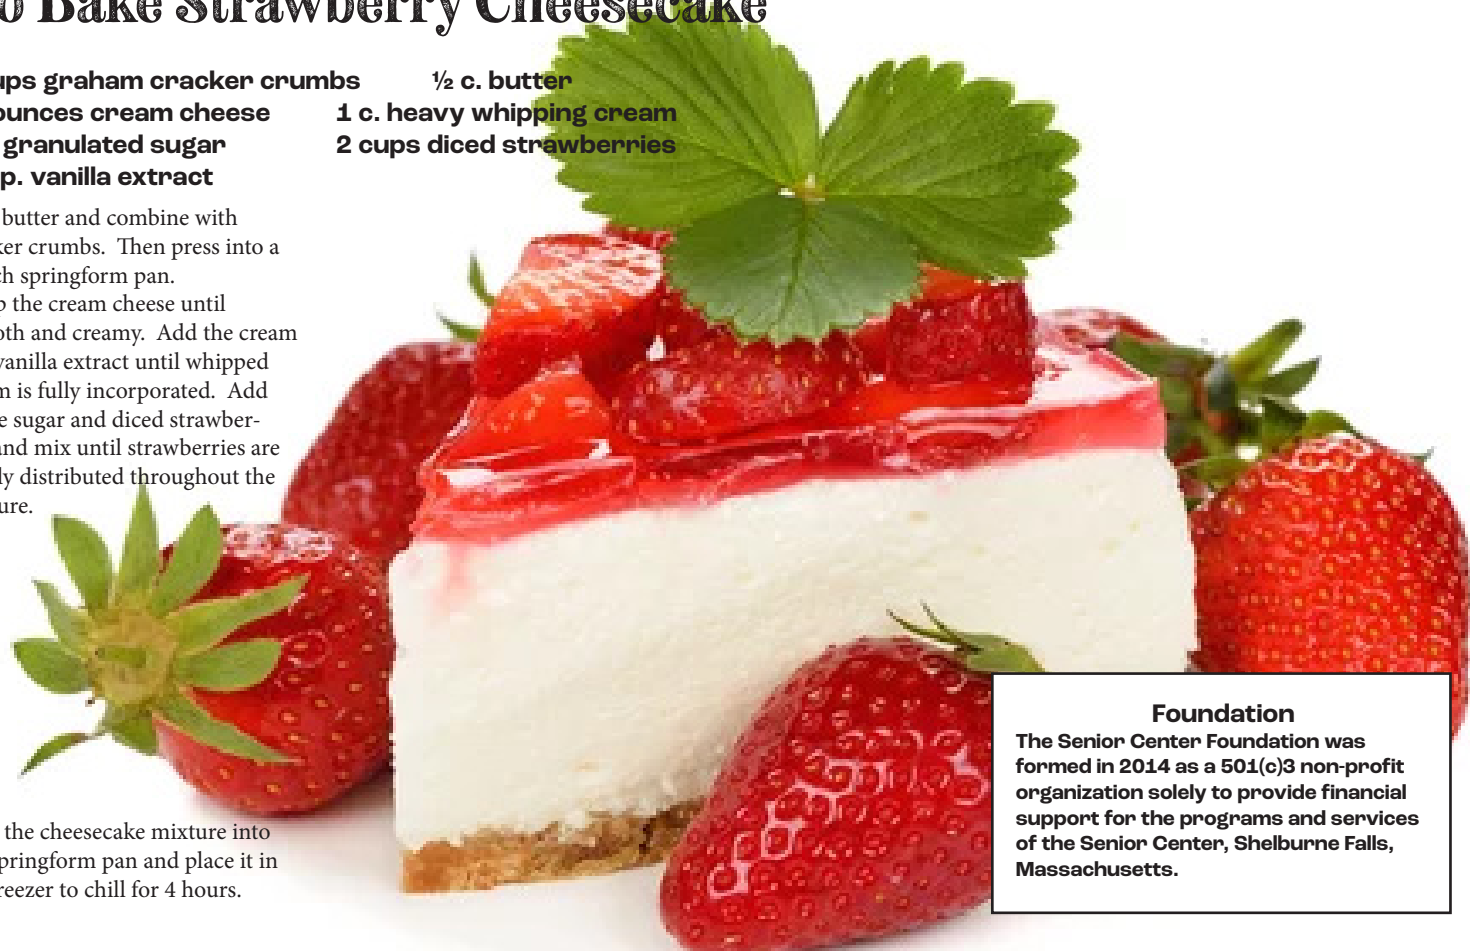 o Bake Strawberry Cheesecake
ups graham cracker crumbs ½ c. butter
ounces cream cheese 1 c. heavy whipping cream
granulated sugar 2 cups diced strawberries
p. vanilla extract
butter and combine with
ker crumbs. Then press into a
ch springform pan.
p the cream cheese until
oth and creamy. Add the cream
vanilla extract until whipped
m is fully incorporated. Add
e sugar and diced strawber-
and mix until strawberries are
ly distributed throughout the
ure.
the cheesecake mixture into
pringform pan and place it in
reezer to chill for 4 hours.
Foundation
The Senior Center Foundation was
formed in 2014 as a 501(c)3 non-profit
organization solely to provide financial
support for the programs and services
of the Senior Center, Shelburne Falls,
Massachusetts.